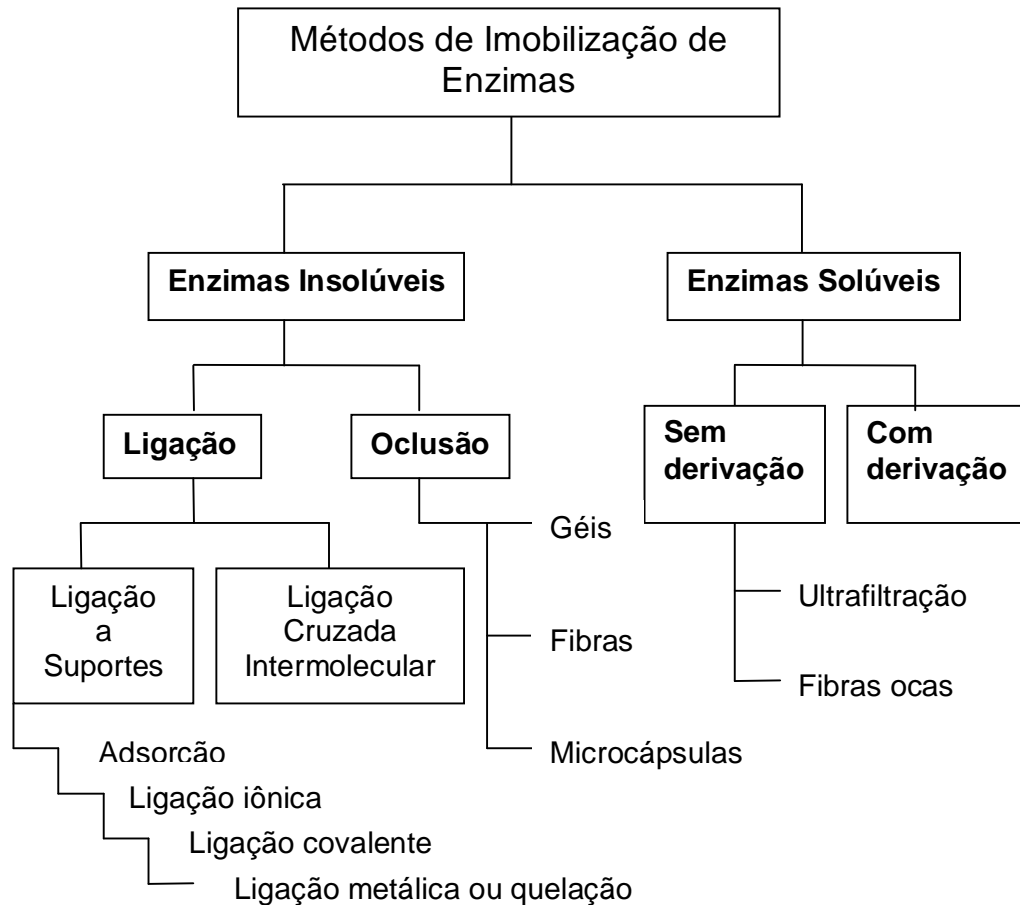 Métodos de Imobilização de
Enzimas
Enzimas Insolúveis
Enzimas Solúveis
Ligação
Oclusão
Sem
derivação
Com
derivação
Géis
Fibras
Microcápsulas
Ultrafiltração
Fibras ocas
Ligação
a
Suportes
Ligação
Cruzada
Intermolecular
Adsorcão
Ligação iônica
Ligação covalente
Ligação metálica ou quelação